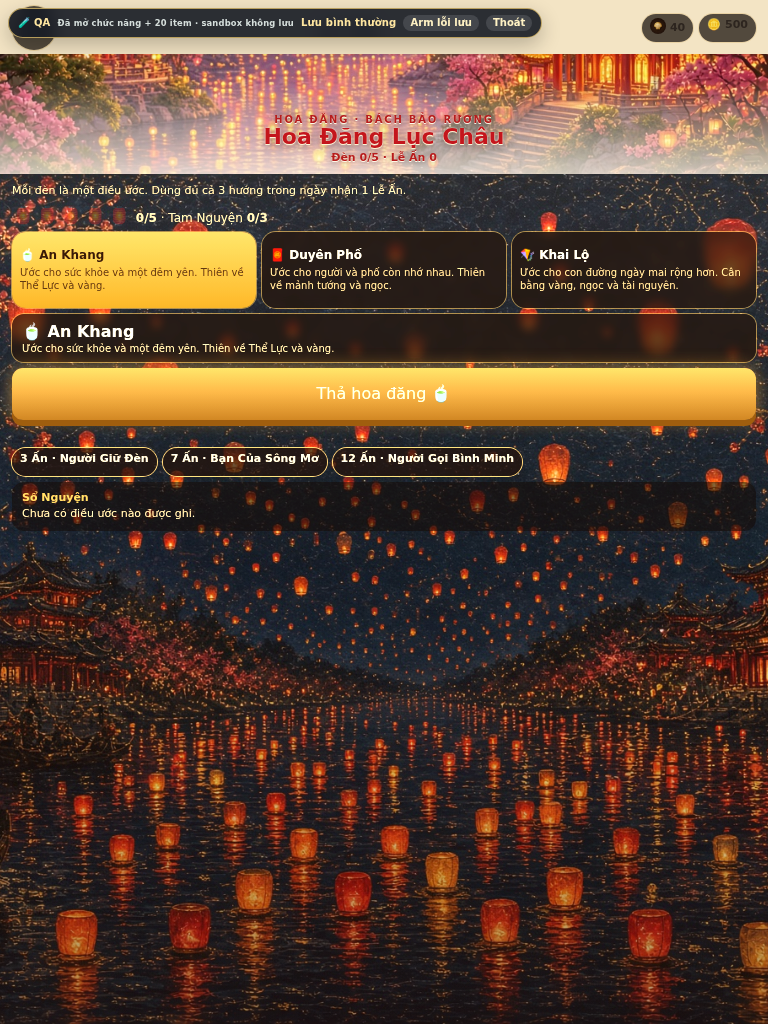 🧪 QA Đã mở chức năng + 20 item · sandbox không lưu Lưu bình thường Arm lỗi lưu Thoát
40 500
HOA ĐĂNG · BÁCH BẢO RƯƠNG
Hoa Đăng Lục Châu
Đèn 0/5 · Lễ Ấn 0
Mỗi đèn là một điều ước. Dùng đủ cả 3 hướng trong ngày nhận 1 Lễ Ấn.
0/5 · Tam Nguyện 0/3
🍵 An Khang
Ước cho sức khỏe và một đêm yên. Thiên về
Thể Lực và vàng.
🧧 Duyên Phố
Ước cho người và phố còn nhớ nhau. Thiên
về mảnh tướng và ngọc.
🪁 Khai Lộ
Ước cho con đường ngày mai rộng hơn. Cân
bằng vàng, ngọc và tài nguyên.
🍵 An Khang
Ước cho sức khỏe và một đêm yên. Thiên về Thể Lực và vàng.
Thả hoa đăng 🍵
3 Ấn · Người Giữ Đèn
7 Ấn · Bạn Của Sông Mơ
12 Ấn · Người Gọi Bình Minh
Sổ Nguyện
Chưa có điều ước nào được ghi.